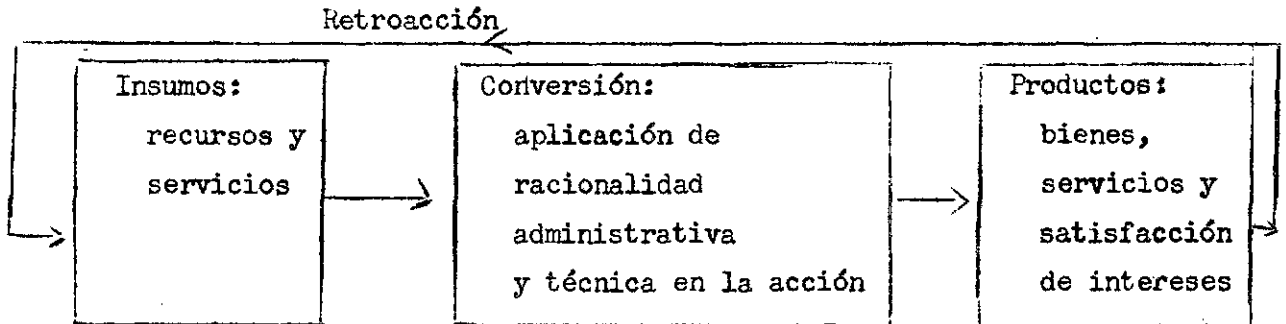 Retroacción
Insumos:
recursos y
servicios
Conversión:
aplicación de
racionalidad
administrativa
y técnica en la acción
Productos:
bienes,
servicios y
satisfacción
de intereses